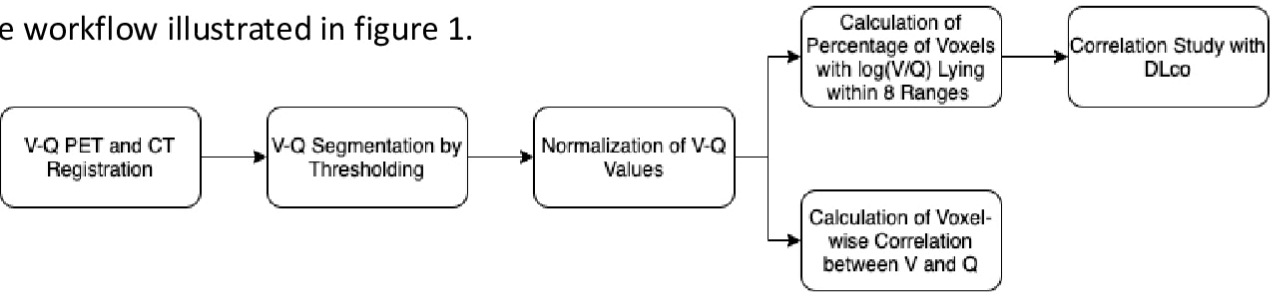 e workflow illustrated in figure 1.
V-Q PET and CT
Registration
V-Q Segmentation by
Thresholding
Normalization of V-Q
Values
Calculation of
Percentage of Voxels
with log(V/Q) Lying
within 8 Ranges
Correlation Study with
DLco
Calculation of Voxel-
wise Correlation
between V and Q